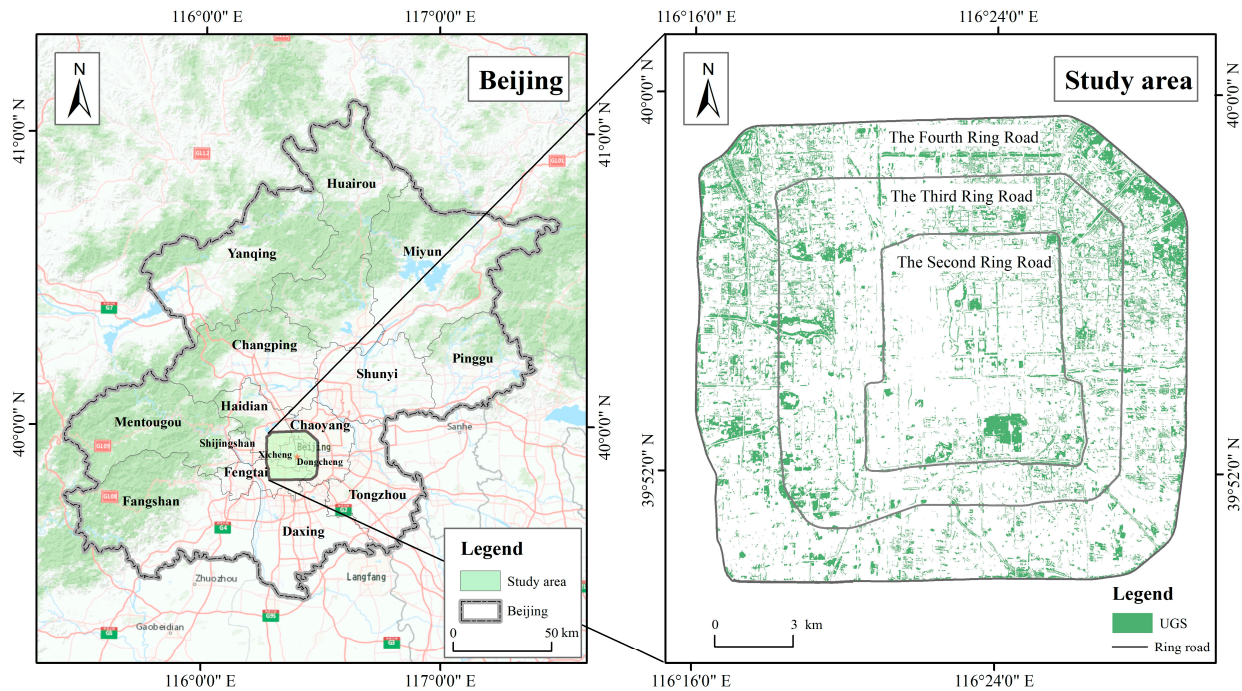 116°0'0" E
117°0'0" E
116°16'0" E
116°24'0" E
N
Beijing
N
Study area
41°0'0" N
41°0'0" N
40°0'0" N
40°0'0" N
G112
G101
The Fourth Ring Road
Huairou
The Third Ring Road
Yanqing
Miyun
The Second Ring Road
Changping
Pinggu
Shunyi
Haidian
Mentougou
Chaoyang
40°0'0" N
40°0'0" N
Sanhe
Shijingshan
Beijing
Xicheng
Dongcheng
Fengtai
39°52'0" N
39°52'0" N
Fangshan
Tongzhou
Daxing
Legend
Zhuozhou
Langfang
Study area
Legend
Beijing
UGS
Gaobeidian
0
50 km
0
3 km
Ring road
116°0'0" E
117°0'0" E
116°16'0" E
116°24'0" E